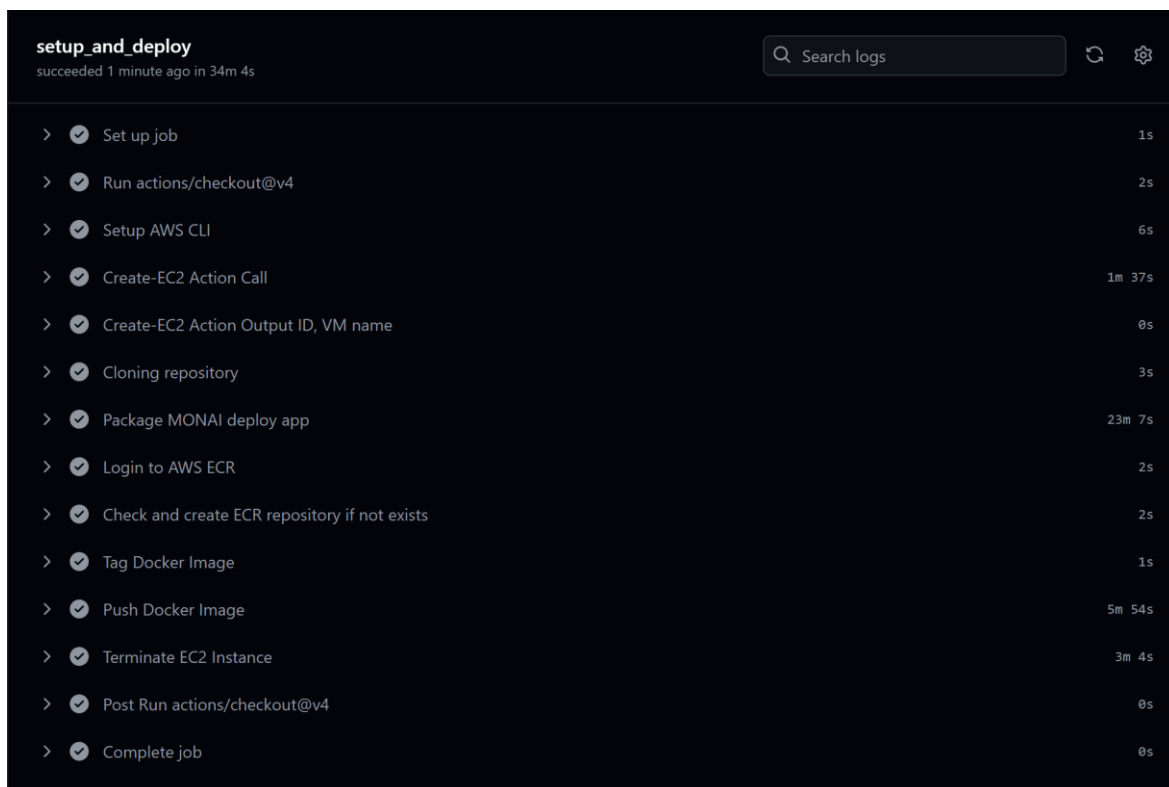 setup_and_deploy
succeeded 1 minute ago in 34m 4s
Search logs
Set up job 1s
Run actions/checkout@v4 2s
Setup AWS CLI 6s
Create-EC2 Action Call 1m 37s
Create-EC2 Action Output ID, VM name 0s
Cloning repository 3s
Package MONAI deploy app 23m 7s
Login to AWS ECR 2s
Check and create ECR repository if not exists 2s
Tag Docker Image 1s
Push Docker Image 5m 54s
Terminate EC2 Instance 3m 4s
Post Run actions/checkout@v4 0s
Complete job 0s